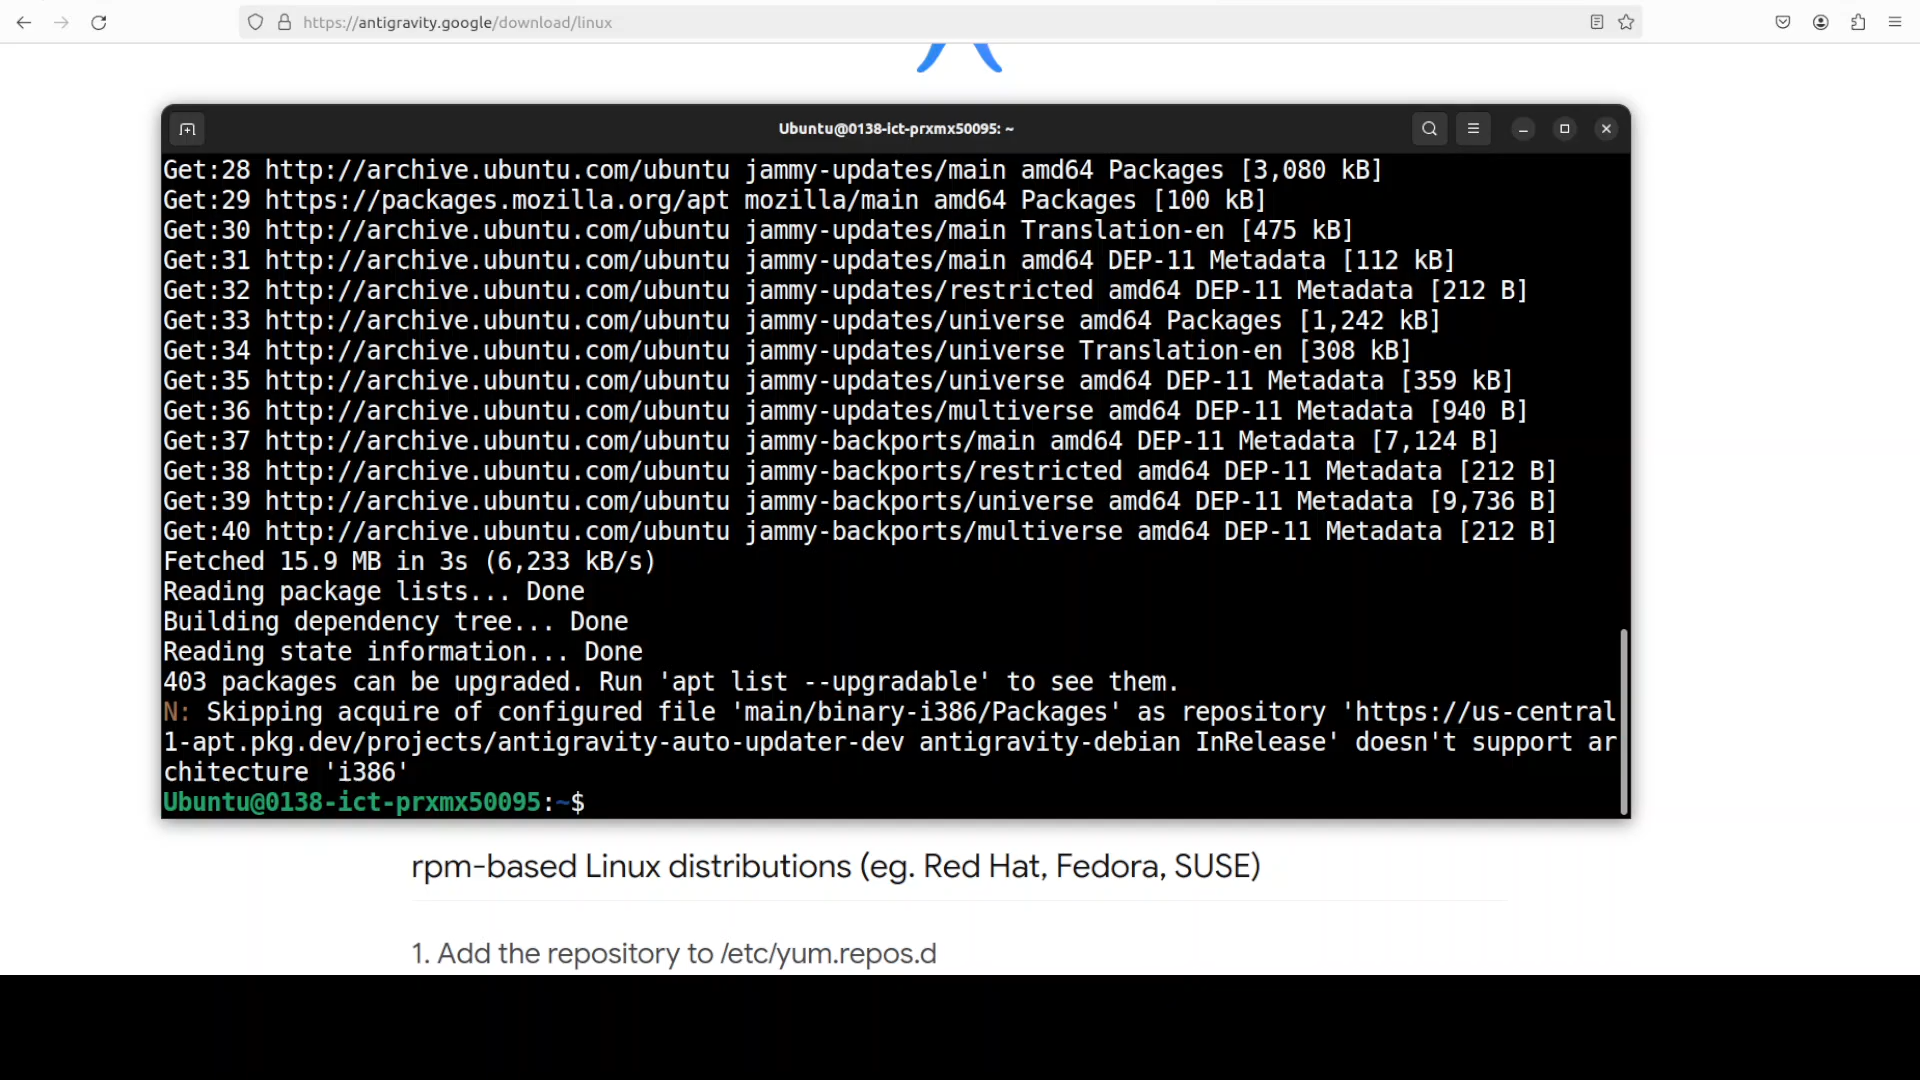 https://antigravity.google/download/linux
Ubuntu@0138-ict-prxmx50095: ~
Get:28 http://archive.ubuntu.com/ubuntu jammy-updates/main amd64 Packages [3,080 kB]
Get:29 https://packages.mozilla.org/apt mozilla/main amd64 Packages [100 kB]
Get:30 http://archive.ubuntu.com/ubuntu jammy-updates/main Translation-en [475 kB]
Get:31 http://archive.ubuntu.com/ubuntu jammy-updates/main amd64 DEP-11 Metadata [112 kB]
Get:32 http://archive.ubuntu.com/ubuntu jammy-updates/restricted amd64 DEP-11 Metadata [212 B]
Get:33 http://archive.ubuntu.com/ubuntu jammy-updates/universe amd64 Packages [1,242 kB]
Get:34 http://archive.ubuntu.com/ubuntu jammy-updates/universe Translation-en [308 kB]
Get:35 http://archive.ubuntu.com/ubuntu jammy-updates/universe amd64 DEP-11 Metadata [359 kB]
Get:36 http://archive.ubuntu.com/ubuntu jammy-updates/multiverse amd64 DEP-11 Metadata [940 B]
Get:37 http://archive.ubuntu.com/ubuntu jammy-backports/main amd64 DEP-11 Metadata [7,124 B]
Get:38 http://archive.ubuntu.com/ubuntu jammy-backports/restricted amd64 DEP-11 Metadata [212 B]
Get:39 http://archive.ubuntu.com/ubuntu jammy-backports/universe amd64 DEP-11 Metadata [9,736 B]
Get:40 http://archive.ubuntu.com/ubuntu jammy-backports/multiverse amd64 DEP-11 Metadata [212 B]
Fetched 15.9 MB in 3s (6,233 kB/s)
Reading package lists... Done
Building dependency tree... Done
Reading state information... Done
403 packages can be upgraded. Run 'apt list --upgradable' to see them.
N: Skipping acquire of configured file 'main/binary-i386/Packages' as repository 'https://us-central
1-apt.pkg.dev/projects/antigravity-auto-updater-dev antigravity-debian InRelease' doesn't support ar
chitecture 'i386'
Ubuntu@0138-ict-prxmx50095:~$
rpm-based Linux distributions (eg. Red Hat, Fedora, SUSE)
1. Add the repository to /etc/yum.repos.d